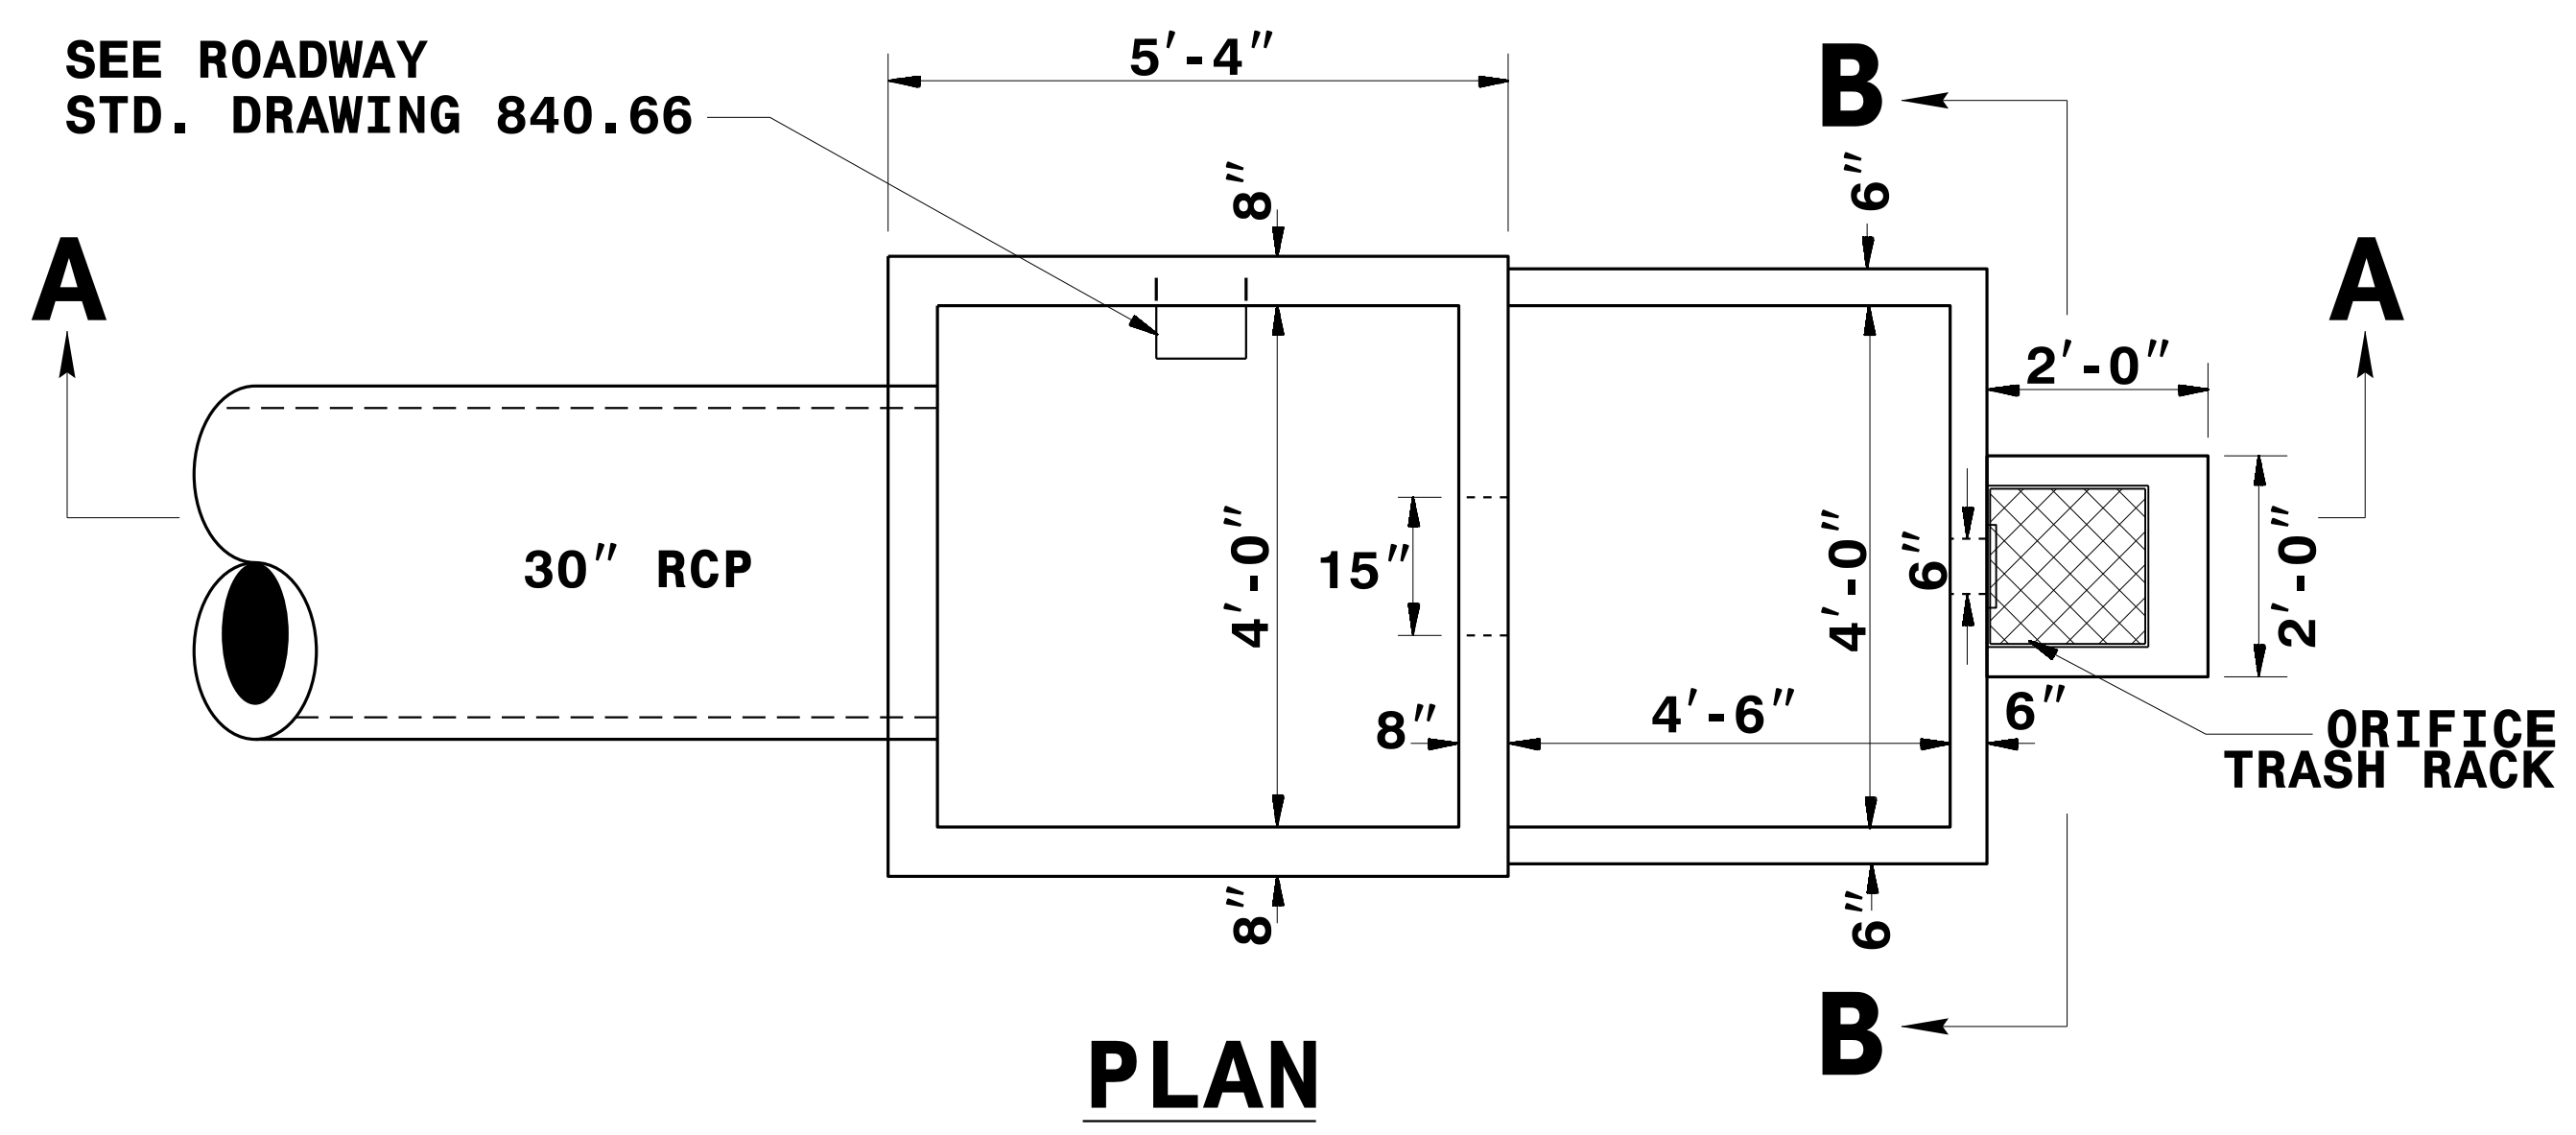 SEE ROADWAY
STD. DRAWING 840.66
5'-4"
B
8"
6"
A
A
2'-0"
30" RCP
15"
4'-0"
4'-0"
6"
2'-0"
8"
4'-6"
6"
ORIFICE
TRASH RACK
8"
6"
B
PLAN